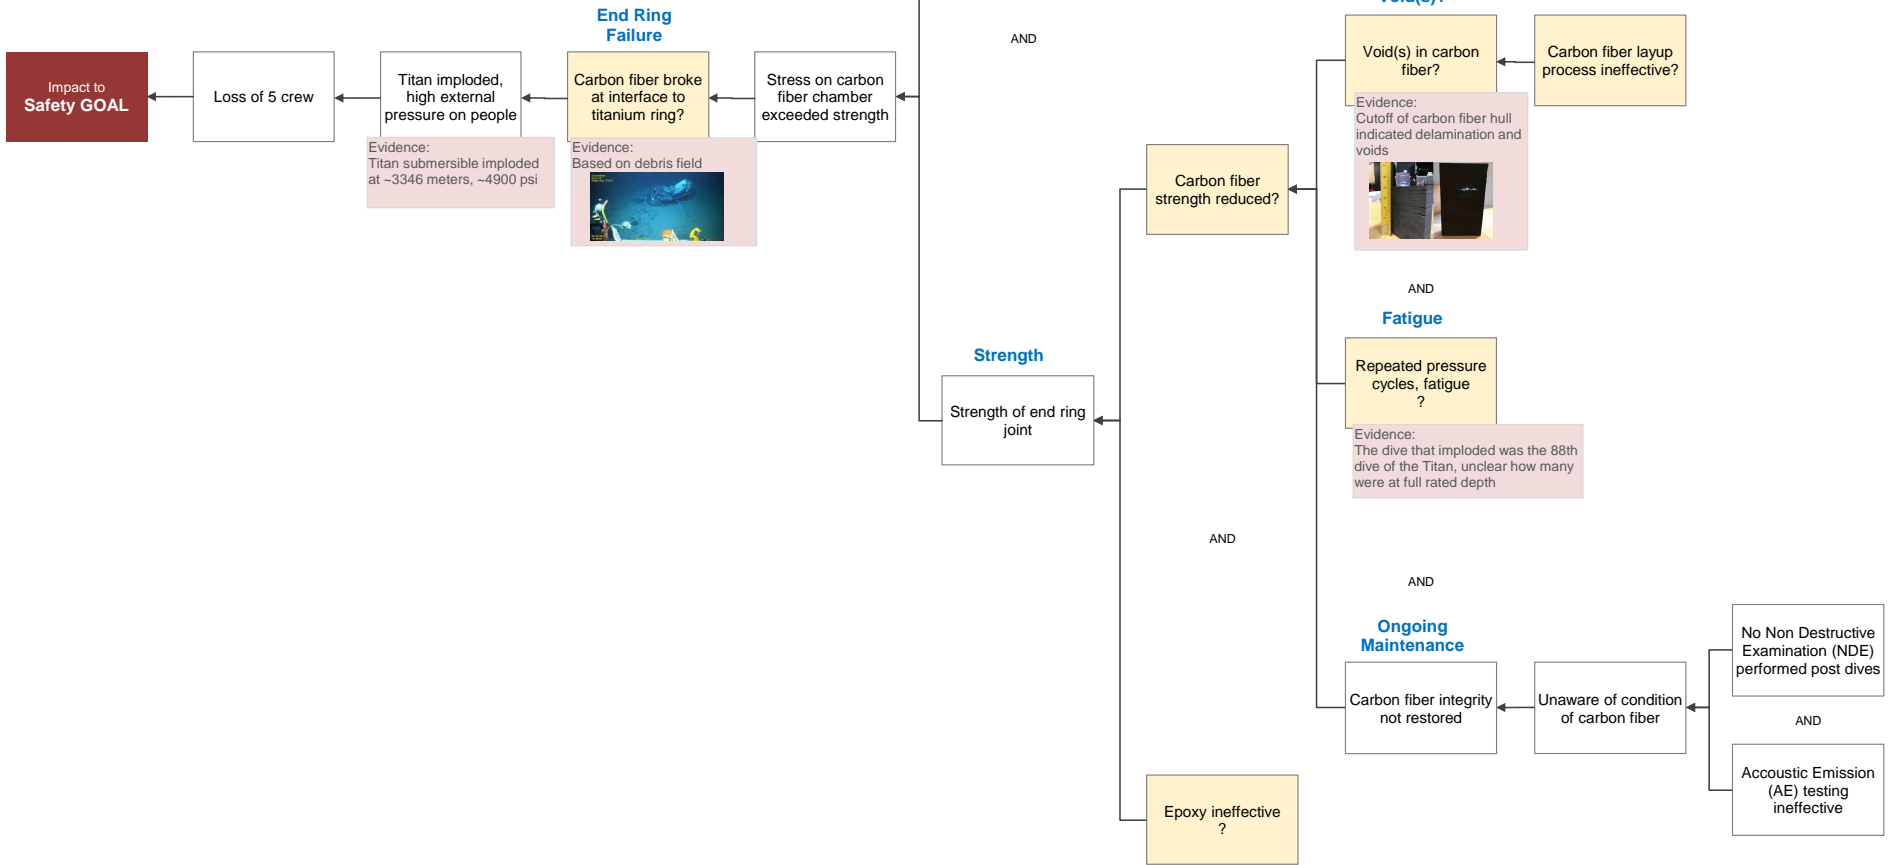 Void(s)?
End Ring
Failure
AND
Impact to
Safety GOAL
Loss of 5 crew
Titan imploded,
high external
pressure on people
Evidence:
Titan submersible imploded
at ~3346 meters, ~4900 psi
Carbon fiber broke
at interface to
titanium ring?
Evidence:
Based on debris field
Stress on carbon
fiber chamber
exceeded strength
Void(s) in carbon
fiber?
Evidence:
Cutoff of carbon fiber hull
indicated delamination and
voids
Carbon fiber layup
process ineffective?
Carbon fiber
strength reduced?
AND
Fatigue
Repeated pressure
cycles, fatigue
?
Evidence:
The dive that imploded was the 88th
dive of the Titan, unclear how many
were at full rated depth
Strength
Strength of end ring
joint
AND
AND
Ongoing
Maintenance
Carbon fiber integrity
not restored
Unaware of condition
of carbon fiber
No Non Destructive
Examination (NDE)
performed post dives
AND
Accoustic Emission
(AE) testing
ineffective
Epoxy ineffective
?